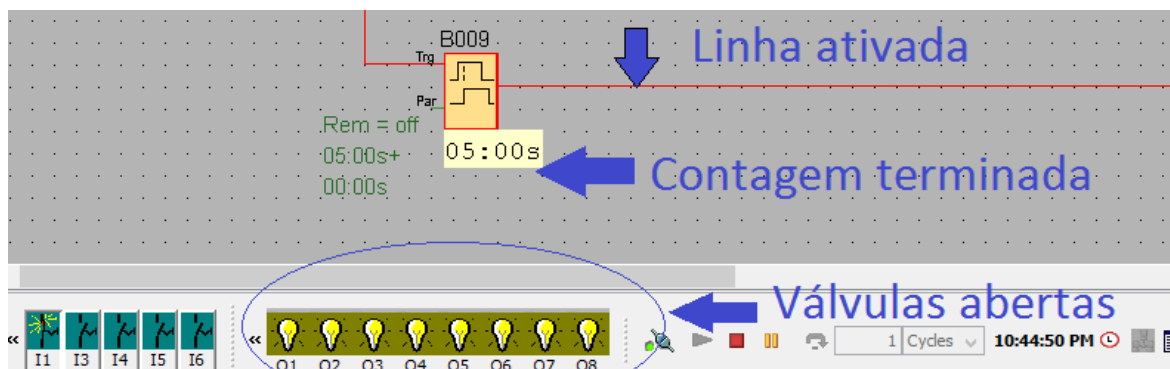 B009
Linha ativada
Trg
Par
Rem = off
05:00s+
05:00s
00:00s
Contagem terminada
Válvulas abertas
«
I1 I3 I4 I5 I6
«
Q1 Q2 Q3 Q4 Q5 Q6 Q7 Q8
1 Cycles
10:44:50 PM